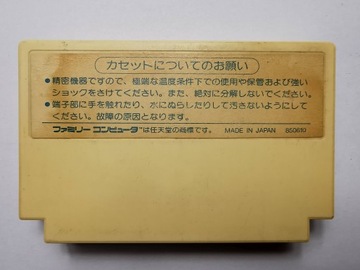 カセットについてのお願い
●精密機器ですので、極端な温度条件下での使用や保管および強い
ショックをさけてください。また、絶対に分解しないでください。
●端子部に手を触れたり、水にぬらしたりして汚さないようにして
ください。故障の原因となります。
ファミリー コンピュータ™は任天堂の商標です。 MADE IN JAPAN 850610